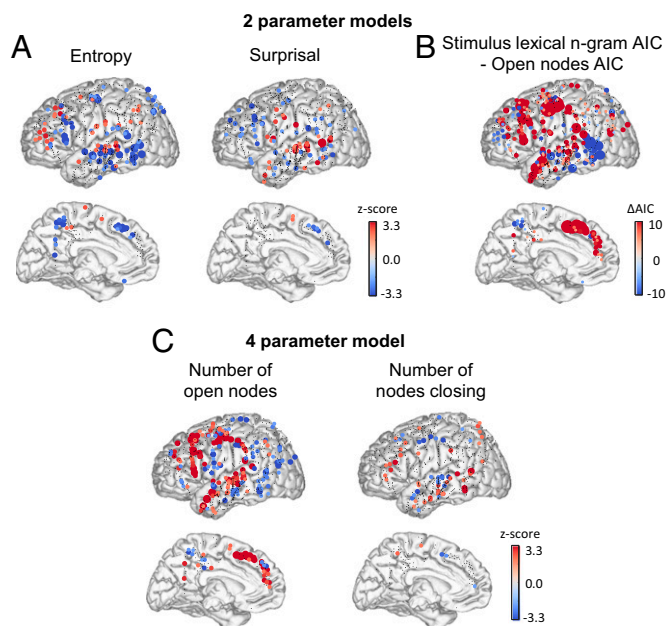 2 parameter models
A
Entropy
Surprisal
z-score
3.3
0.0
-3.3
B
Stimulus lexical n-gram AIC
- Open nodes AIC
ΔAIC
10
0
-10
C
4 parameter model
Number of
open nodes
Number of
nodes closing
z-score
3.3
0.0
-3.3